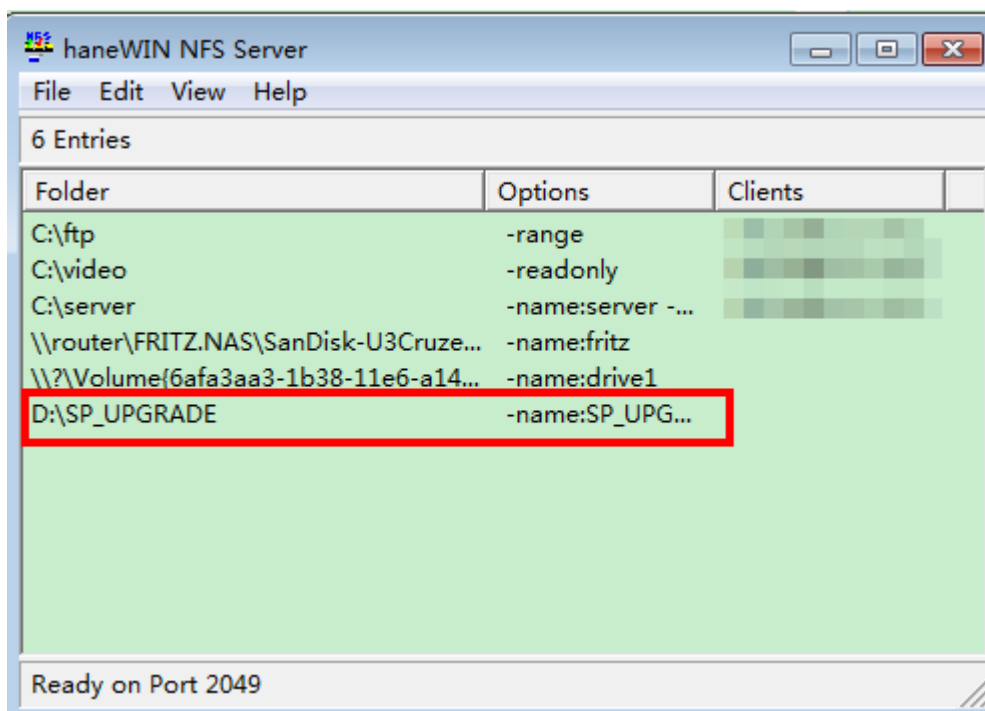 haneWIN NFS Server
File Edit View Help
6 Entries
Folder Options Clients
C:\ftp -range
C:\video -readonly
C:\server -name:server -...
\\router\FRITZ.NAS\SanDisk-U3Cruze... -name:fritz
\\?\Volume{6afa3aa3-1b38-11e6-a14... -name:drive1
D:\SP_UPGRADE -name:SP_UPG...
Ready on Port 2049